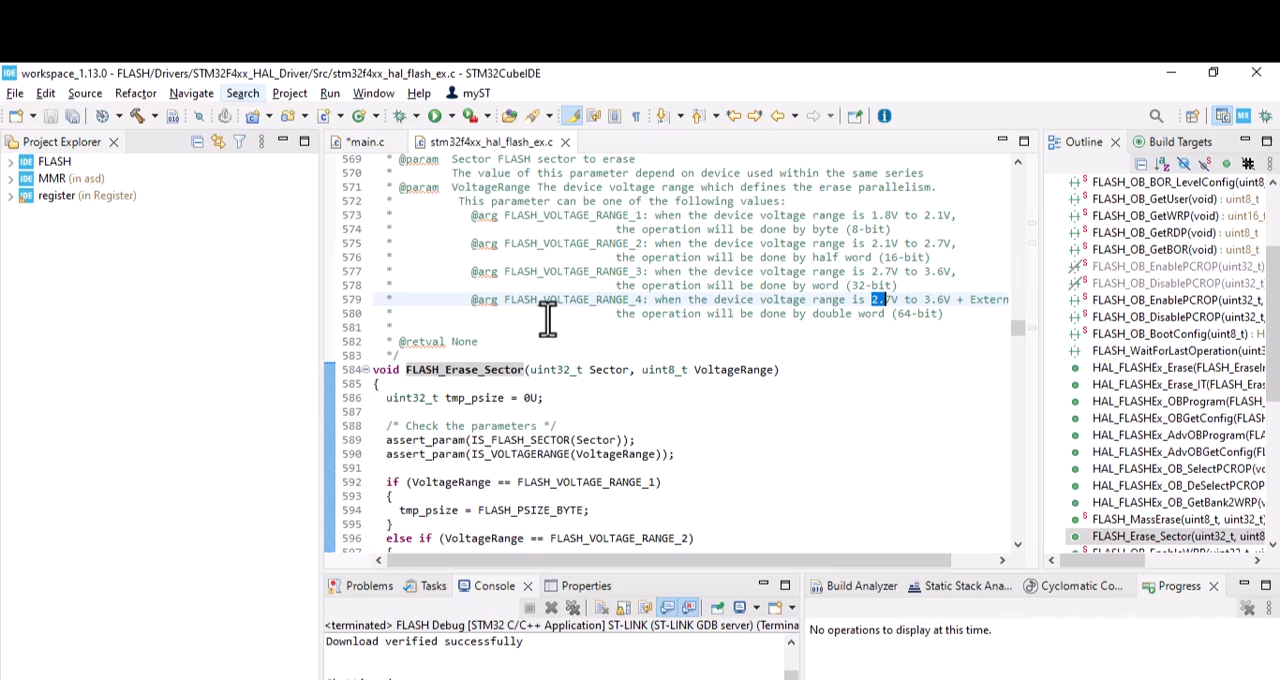 workspace_1.13.0 - FLASH/Drivers/STM32F4xx_HAL_Driver/Src/stm32f4xx_hal_flash_ex.c - STM32CubeIDE
File Edit Source Refactor Navigate Search Project Run Window Help myST
Project Explorer
FLASH
MMR (in asd)
register (in Register)
*main.c stm32f4xx_hal_flash_ex.c
569 * @param Sector FLASH sector to erase
570 * The value of this parameter depend on device used within the same series
571 * @param VoltageRange The device voltage range which defines the erase parallelism.
572 * This parameter can be one of the following values:
573 * @arg FLASH_VOLTAGE_RANGE_1: when the device voltage range is 1.8V to 2.1V,
574 * the operation will be done by byte (8-bit)
575 * @arg FLASH_VOLTAGE_RANGE_2: when the device voltage range is 2.1V to 2.7V,
576 * the operation will be done by half word (16-bit)
577 * @arg FLASH_VOLTAGE_RANGE_3: when the device voltage range is 2.7V to 3.6V,
578 * the operation will be done by word (32-bit)
579 * @arg FLASH_VOLTAGE_RANGE_4: when the device voltage range is 2.7V to 3.6V + Extern
580 * the operation will be done by double word (64-bit)
581 *
582 * @retval None
583 */
584 void FLASH_Erase_Sector(uint32_t Sector, uint8_t VoltageRange)
585 {
586 uint32_t tmp_psize = 0U;
587
588 /* Check the parameters */
589 assert_param(IS_FLASH_SECTOR(Sector));
590 assert_param(IS_VOLTAGERANGE(VoltageRange));
591
592 if (VoltageRange == FLASH_VOLTAGE_RANGE_1)
593 {
594 tmp_psize = FLASH_PSIZE_BYTE;
595 }
596 else if (VoltageRange == FLASH_VOLTAGE_RANGE_2)
597 {
Outline Build Targets
FLASH_OB_BOR_LevelConfig(uint8_
FLASH_OB_GetUser(void) : uint8_t
FLASH_OB_GetWRP(void) : uint16_t
FLASH_OB_GetRDP(void) : uint8_t
FLASH_OB_GetBOR(void) : uint8_t
FLASH_OB_EnablePCROP(uint32_t)
FLASH_OB_DisablePCROP(uint32_t)
FLASH_OB_EnablePCROP(uint32_t,
FLASH_OB_DisablePCROP(uint32_t,
FLASH_OB_BootConfig(uint8_t) : H
FLASH_WaitForLastOperation(uint3
HAL_FLASHEx_Erase(FLASH_EraseIn
HAL_FLASHEx_Erase_IT(FLASH_Eras
HAL_FLASHEx_OBProgram(FLASH_
HAL_FLASHEx_OBGetConfig(FLASH
HAL_FLASHEx_AdvOBProgram(FL
HAL_FLASHEx_AdvOBGetConfig(F
HAL_FLASHEx_OB_SelectPCROP(vo
HAL_FLASHEx_OB_DeSelectPCROP
HAL_FLASHEx_OB_GetBank2WRP(v
FLASH_MassErase(uint8_t, uint32_t)
FLASH_Erase_Sector(uint32_t, uint8
Problems Tasks Console Properties
<terminated> FLASH Debug [STM32 C/C++ Application] ST-LINK (ST-LINK GDB server) (Termina
Download verified successfully
Build Analyzer Static Stack Ana... Cyclomatic Co... Progress
No operations to display at this time.